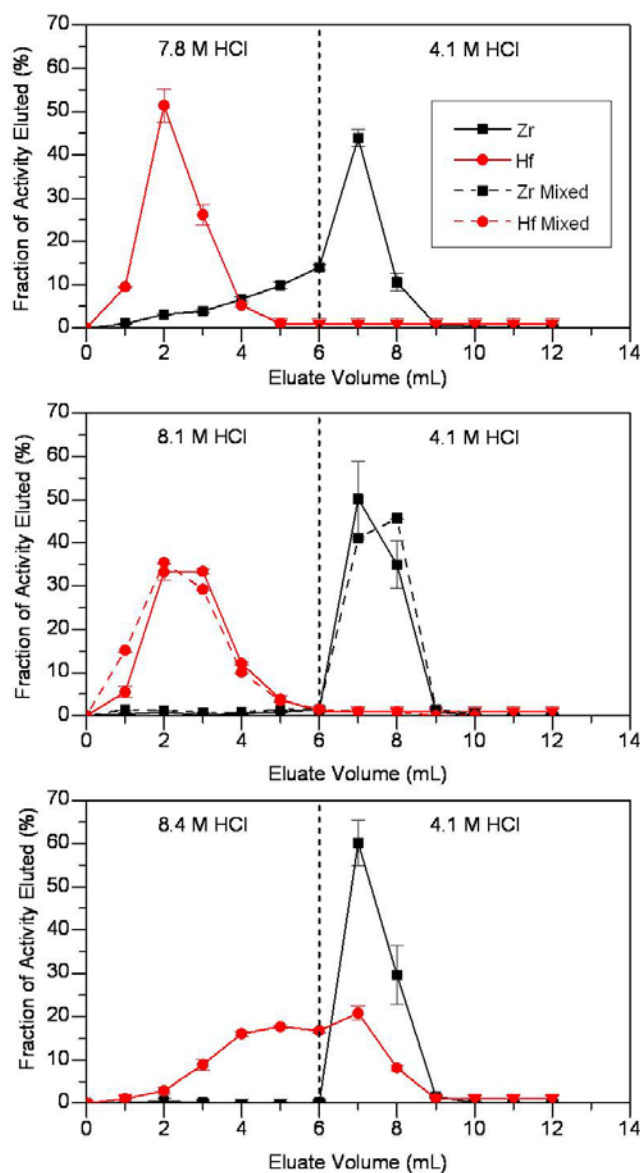 70
7.8 M HCl
4.1 M HCl
60
50
40
30
20
10
0
Fraction of Activity Eluted (%)
Zr
Hf
Zr Mixed
Hf Mixed
0 2 4 6 8 10 12 14
Eluate Volume (mL)
70
8.1 M HCl
4.1 M HCl
60
50
40
30
20
10
0
Fraction of Activity Eluted (%)
0 2 4 6 8 10 12 14
Eluate Volume (mL)
70
8.4 M HCl
4.1 M HCl
60
50
40
30
20
10
0
Fraction of Activity Eluted (%)
0 2 4 6 8 10 12 14
Eluate Volume (mL)